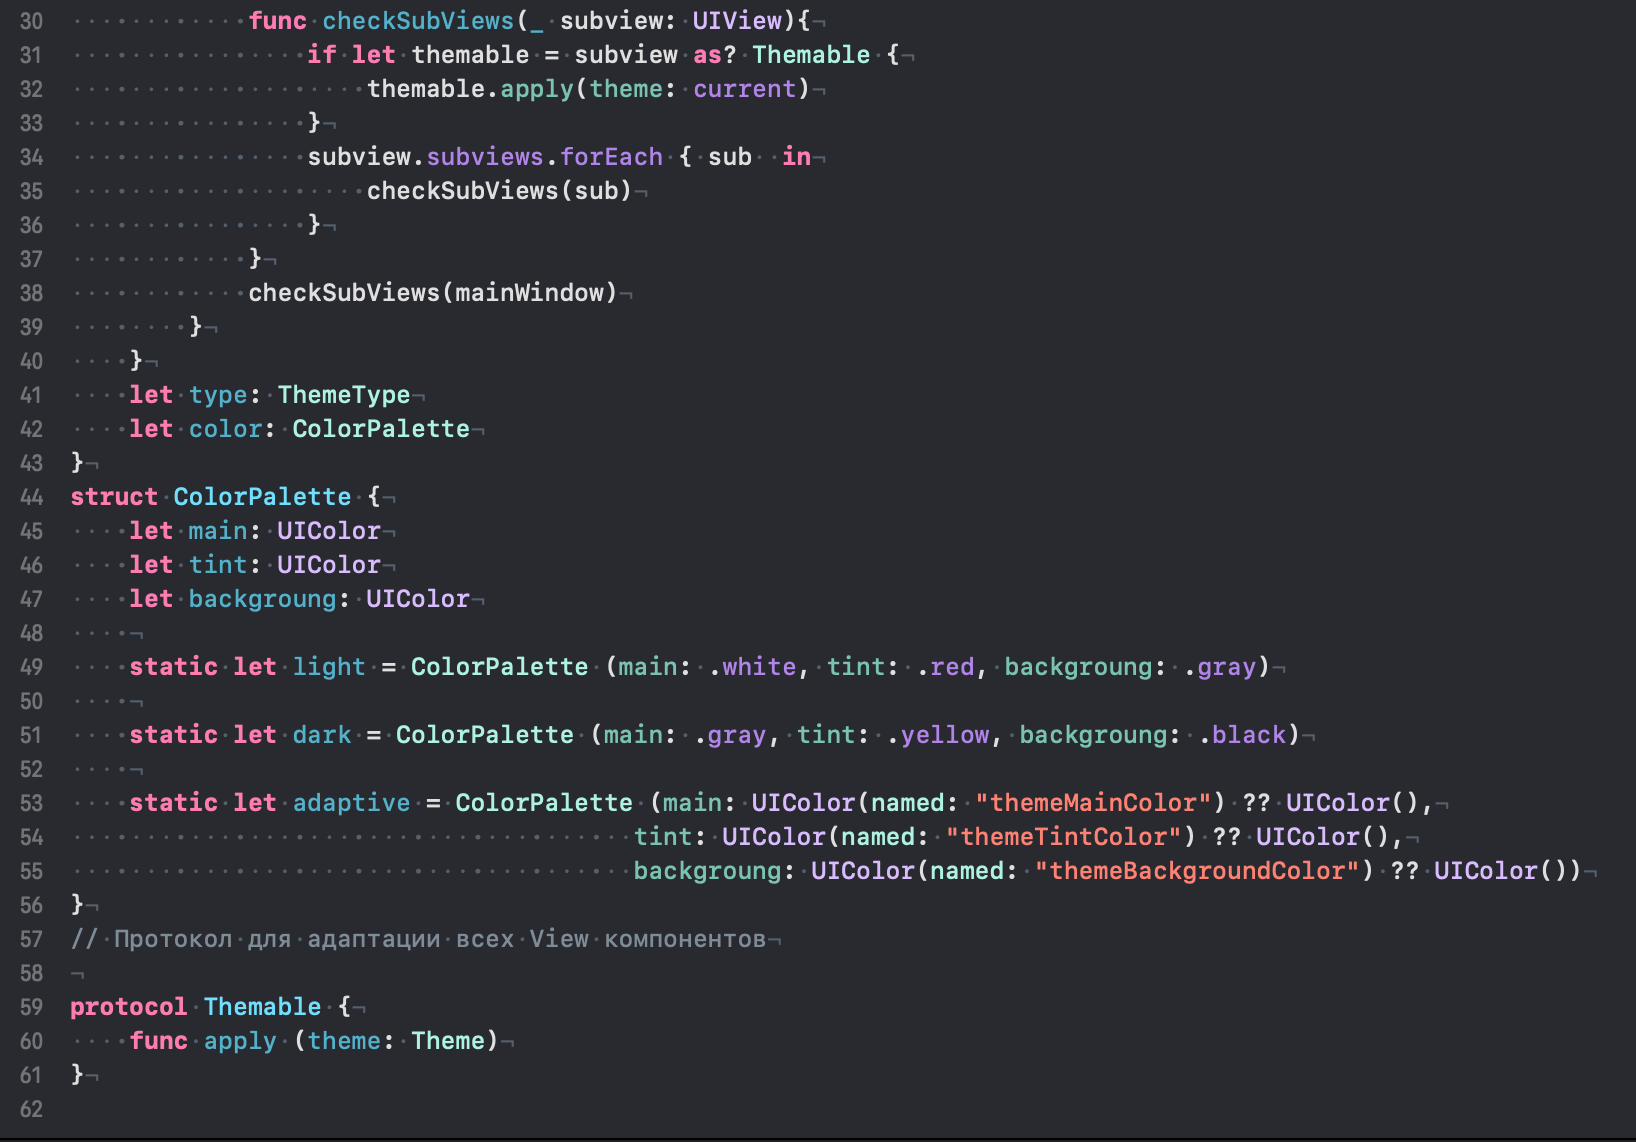 30 func checkSubViews(_ subview: UIView){
31 if let themable = subview as? Themable {
32 themable.apply(theme: current)
33 }
34 subview.subviews.forEach { sub  in
35 checkSubViews(sub)
36 }
37 }
38 checkSubViews(mainWindow)
39 }
40 }
41 let type: ThemeType
42 let color: ColorPalette
43 }
44 struct ColorPalette {
45 let main: UIColor
46 let tint: UIColor
47 let backgroung: UIColor
48
49 static let light = ColorPalette (main: .white, tint: .red, backgroung: .gray)
50
51 static let dark = ColorPalette (main: .gray, tint: .yellow, backgroung: .black)
52
53 static let adaptive = ColorPalette (main: UIColor(named: "themeMainColor") ?? UIColor(),
54 tint: UIColor(named: "themeTintColor") ?? UIColor(),
55 backgroung: UIColor(named: "themeBackgroundColor") ?? UIColor())
56 }
57 // Протокол для адаптации всех View компонентов
58
59 protocol Themable {
60 func apply (theme: Theme)
61 }
62